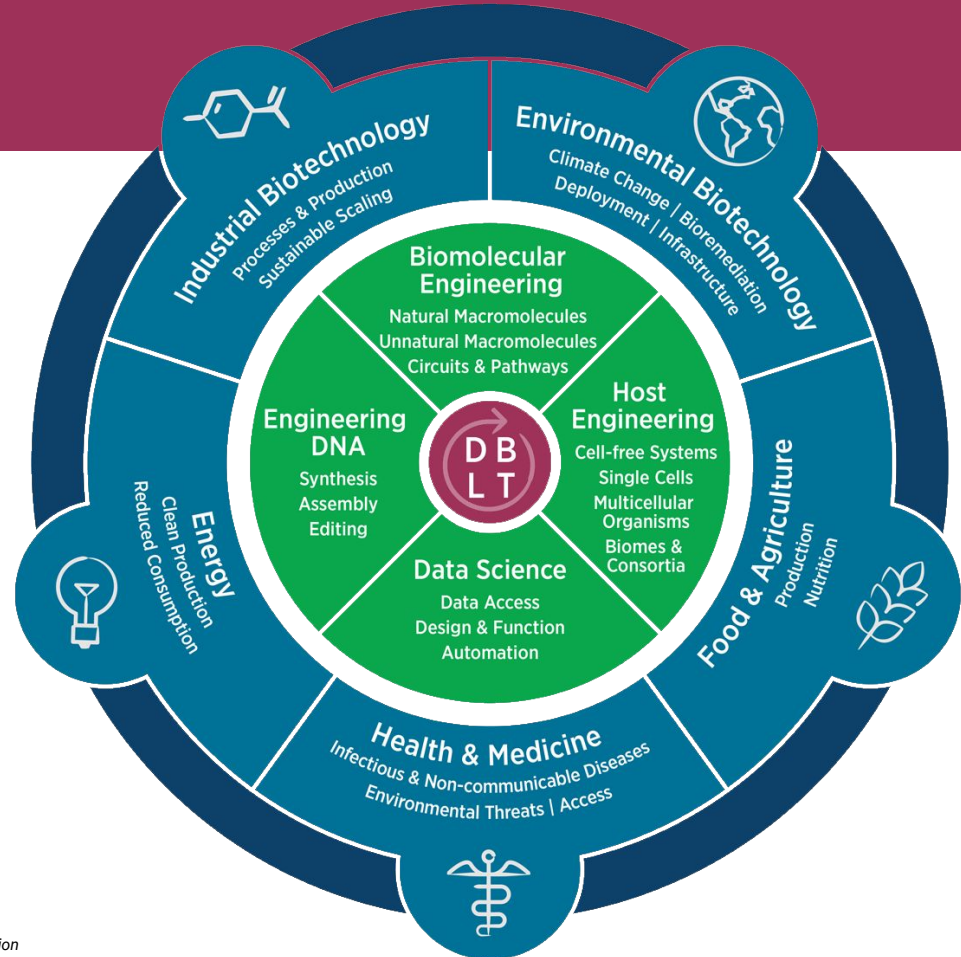 Industrial Biotechnology
Processes & Production
Sustainable Scaling
Environmental Biotechnology
Climate Change | Bioremediation
Deployment | Infrastructure
Biomolecular
Engineering
Natural Macromolecules
Unnatural Macromolecules
Circuits & Pathways
Engineering
DNA
Synthesis
Assembly
Editing
D B
L T
Host
Engineering
Cell-free Systems
Single Cells
Multicellular
Organisms
Biomes &
Consortia
Data Science
Data Access
Design & Function
Automation
Energy
Clean Production
Reduced Consumption
Food & Agriculture
Production
Nutrition
Health & Medicine
Infectious & Non-communicable Diseases
Environmental Threats | Access